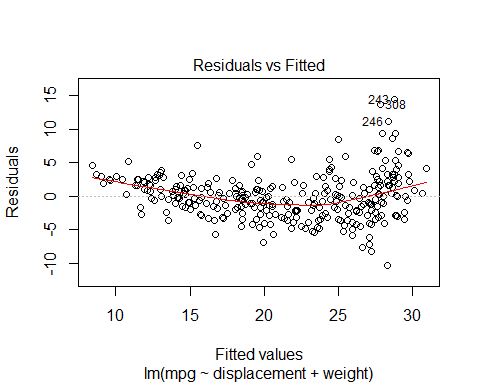 Residuals vs Fitted
Residuals
15
10
5
0
-5
-10
243
308
246
10 15 20 25 30
Fitted values
lm(mpg ~ displacement + weight)